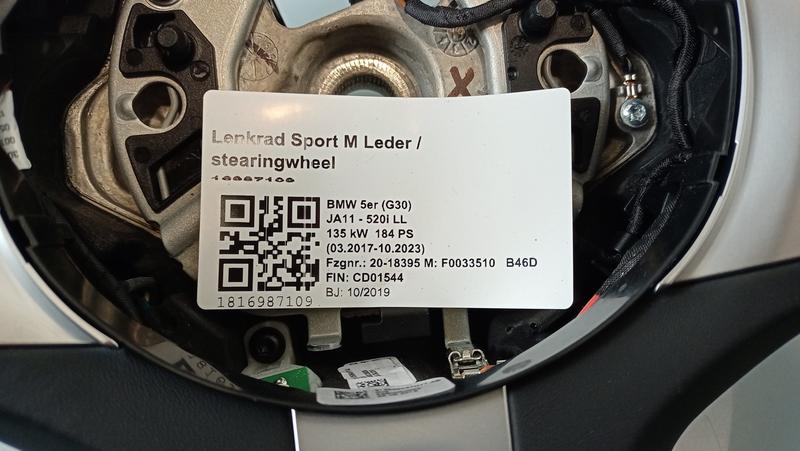 Lenkrad Sport M Leder /
stearingwheel
BMW 5er (G30)
JA11 - 520i LL
135 kW 184 PS
(03.2017-10.2023)
Fzgnr.: 20-18395 M: F0033510 B46D
FIN: CD01544
BJ: 10/2019
1816987109
X